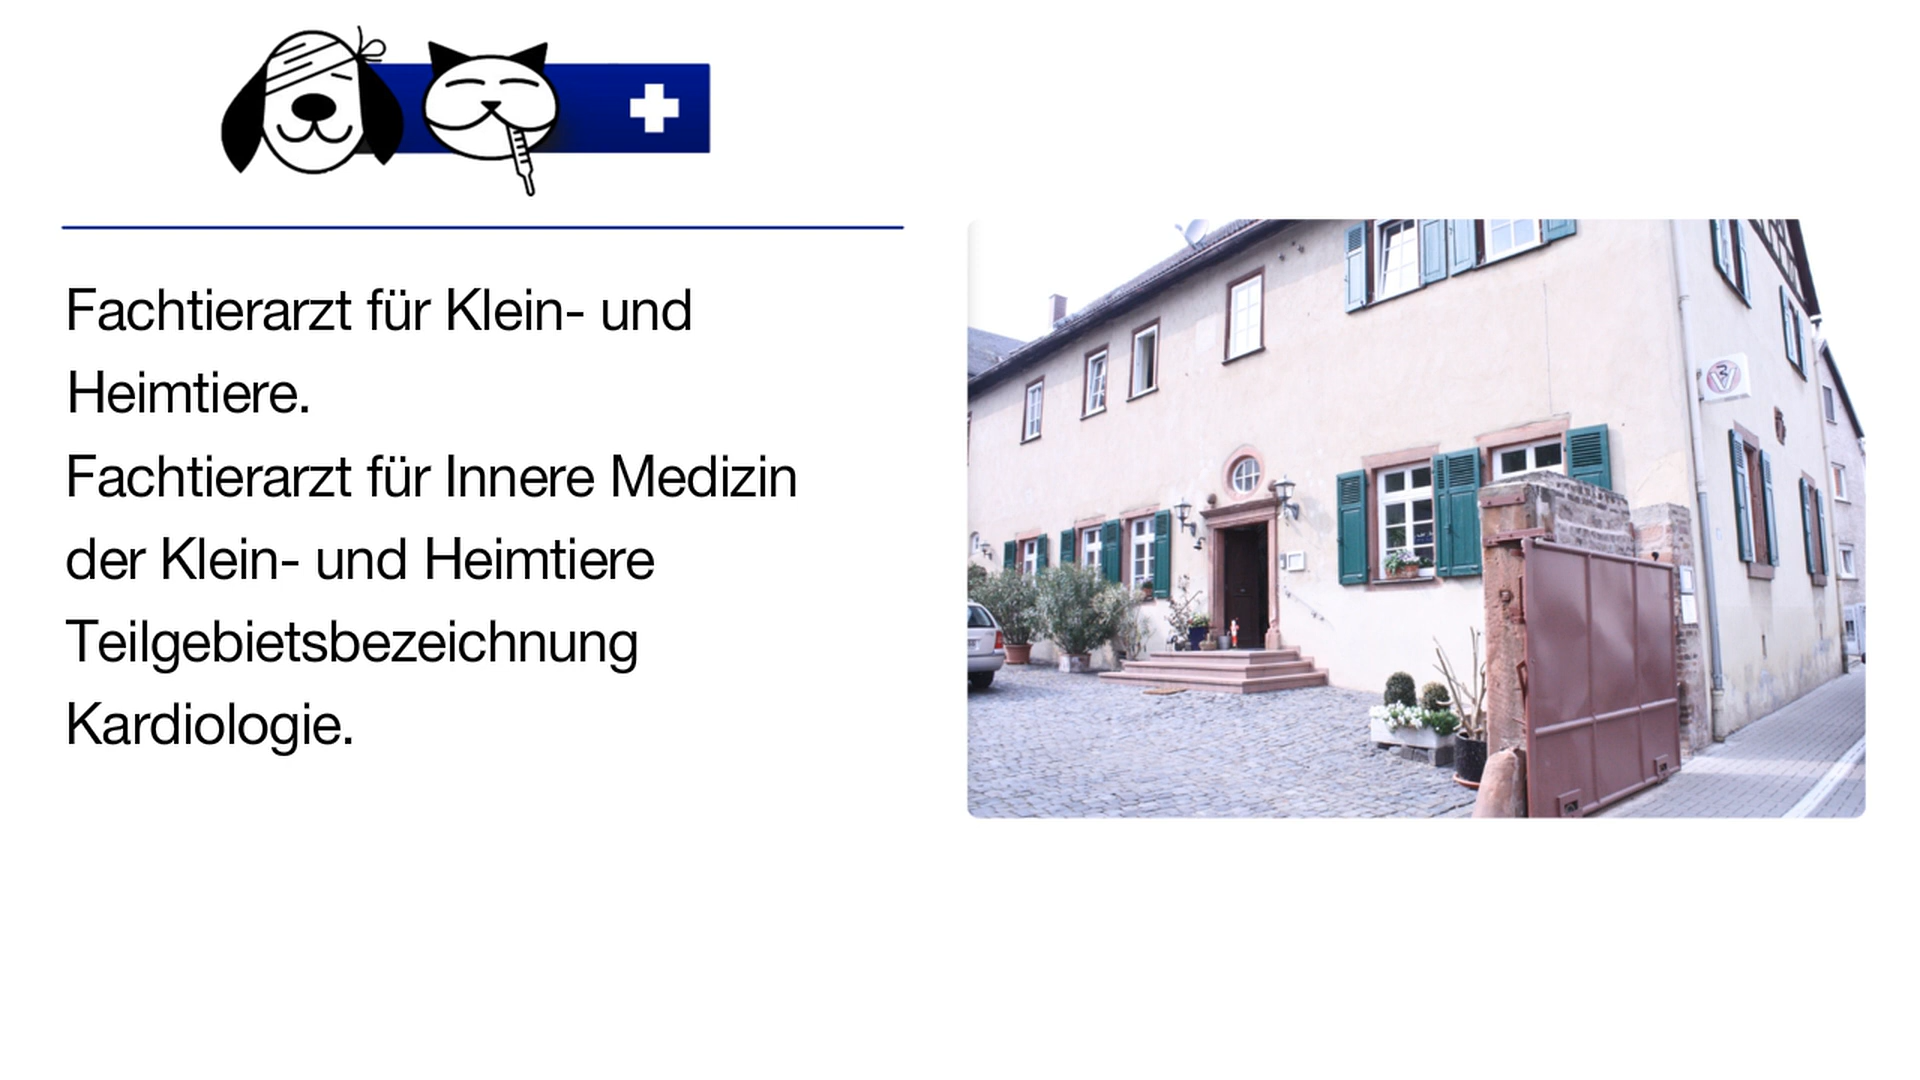 Fachtierarzt für Klein- und
Heimtiere.
Fachtierarzt für Innere Medizin
der Klein- und Heimtiere
Teilgebietsbezeichnung
Kardiologie.